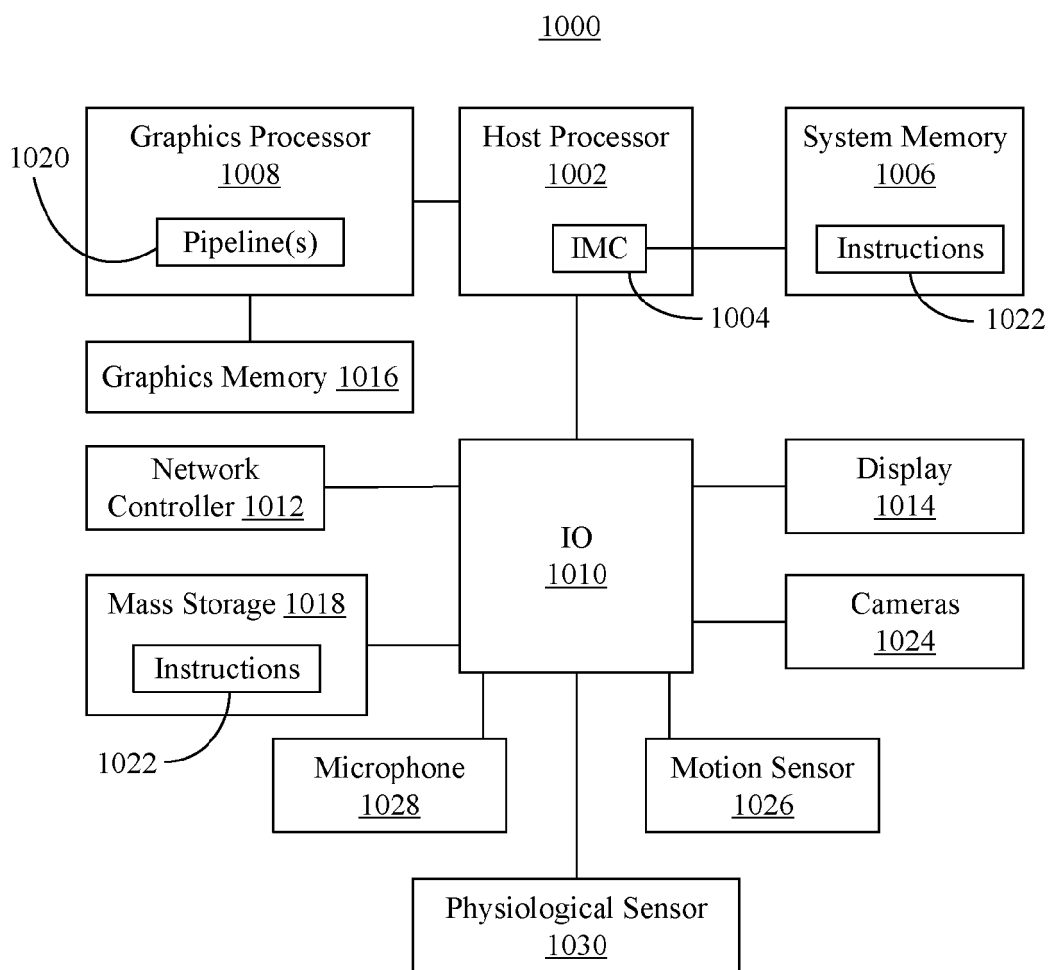 1000
Graphics Processor
1008
1020
Pipeline(s)
Host Processor
1002
IMC
1004
System Memory
1006
Instructions
1022
Graphics Memory 1016
Network
Controller 1012
IO
1010
Display
1014
Mass Storage 1018
Instructions
1022
Cameras
1024
Microphone
1028
Motion Sensor
1026
Physiological Sensor
1030